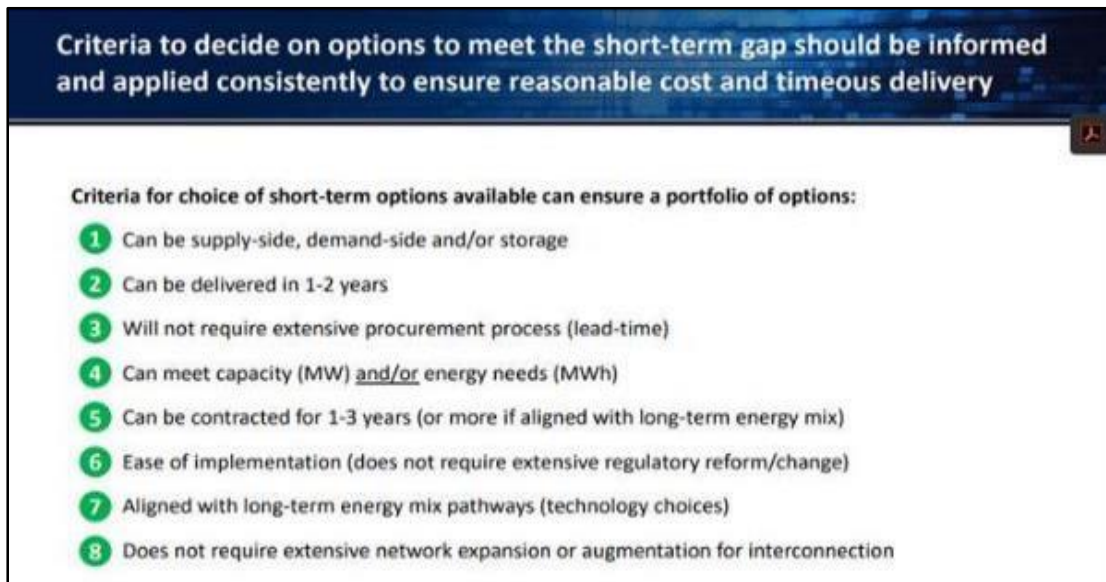 Criteria to decide on options to meet the short-term gap should be informed
and applied consistently to ensure reasonable cost and timeous delivery
Criteria for choice of short-term options available can ensure a portfolio of options:
1 Can be supply-side, demand-side and/or storage
2 Can be delivered in 1-2 years
3 Will not require extensive procurement process (lead-time)
4 Can meet capacity (MW) and/or energy needs (MWh)
5 Can be contracted for 1-3 years (or more if aligned with long-term energy mix)
6 Ease of implementation (does not require extensive regulatory reform/change)
7 Aligned with long-term energy mix pathways (technology choices)
8 Does not require extensive network expansion or augmentation for interconnection